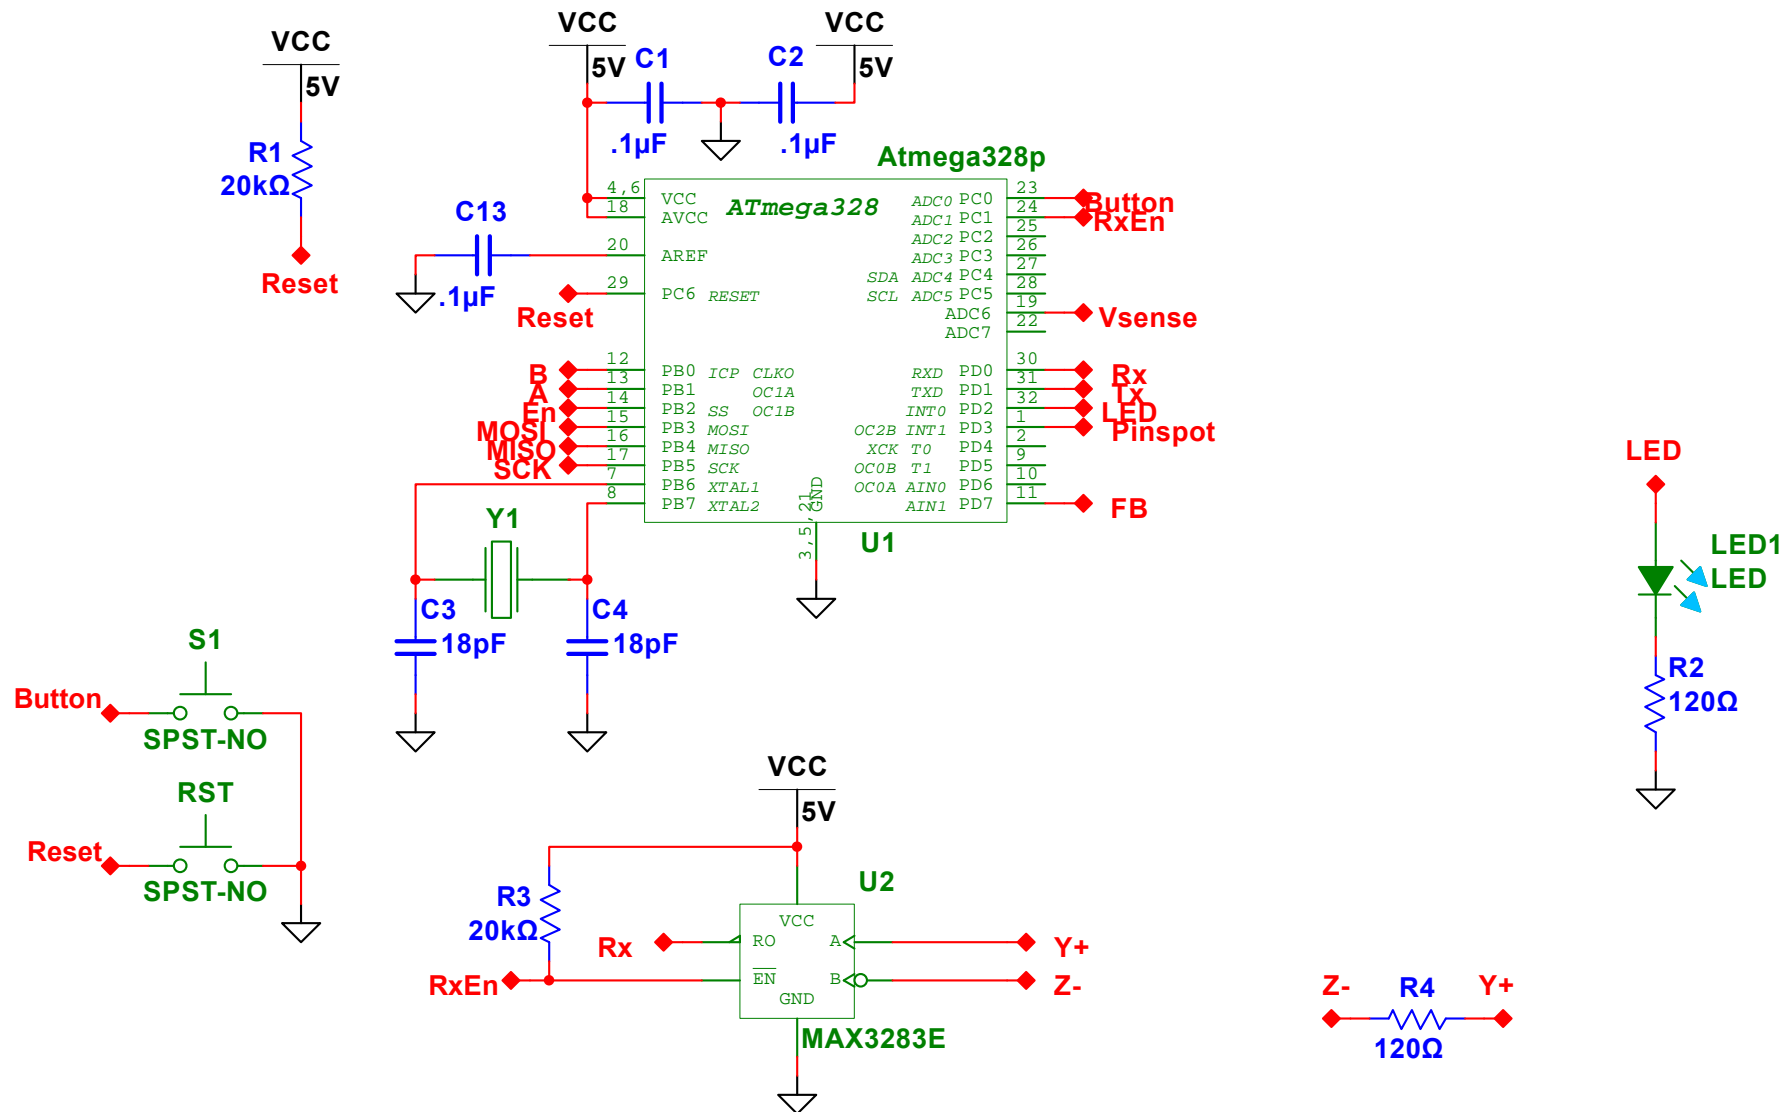 VCC
5V
R1
20kΩ
Reset
VCC
5V
C1
.1µF
C2
.1µF
VCC
5V
Atmega328p
ATmega328
C13
.1µF
Reset
4,6 VCC
18 AVCC
20 AREF
29 PC6 RESET
B 12 PB0 ICP CLKO
A 13 PB1 OC1A
En 14 PB2 SS OC1B
MOSI 15 PB3 MOSI
MISO 16 PB4 MISO
SCK 17 PB5 SCK
7 PB6 XTAL1
8 PB7 XTAL2
ADC0 PC0 23 Button
ADC1 PC1 24 RxEn
ADC2 PC2 25
ADC3 PC3 26
SDA ADC4 PC4 27
SCL ADC5 PC5 28
ADC6 19 Vsense
ADC7 22
RXD PD0 30 Rx
TXD PD1 31 Tx
INT0 PD2 32 LED
OC2B INT1 PD3 1 Pinspot
XCK T0 PD4 2
OC0B T1 PD5 9
OC0A AIN0 PD6 10
AIN1 PD7 11 FB
GND
3,5,21
U1
Y1
C3
18pF
C4
18pF
S1
Button
SPST-NO
RST
Reset
SPST-NO
VCC
5V
R3
20kΩ
U2
VCC
Rx RO A Y+
RxEn EN B Z-
GND
MAX3283E
LED
LED1
LED
R2
120Ω
Z- R4 Y+
120Ω